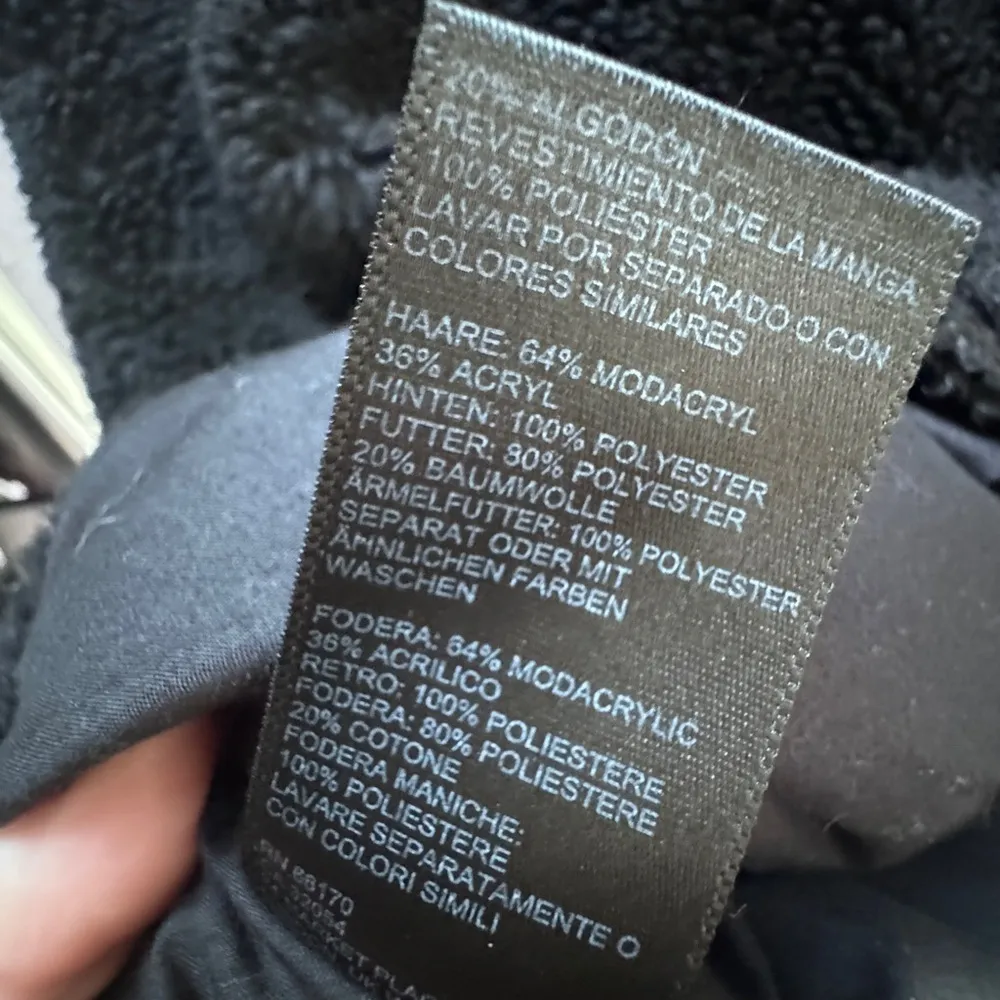 20% ALGODÓN
REVESTIMIENTO DE LA MANGA
100% POLIÉSTER
LAVAR POR SEPARADO O CON
COLORES SIMILARES
HAARE: 64% MODACRYL
36% ACRYL
HINTEN: 100% POLYESTER
FUTTER: 80% POLYESTER
20% BAUMWOLLE
ÄRMELFUTTER: 100% POLYESTER
SEPARAT ODER MIT
ÄHNLICHEN FARBEN
WASCHEN
FODERA: 64% MODACRYLIC
36% ACRILICO
RETRO: 100% POLIESTERE
FODERA: 80% POLIESTERE
20% COTONE
FODERA MANICHE:
100% POLIESTERE
LAVARE SEPARATAMENTE O
CON COLORI SIMILI
RN 66170